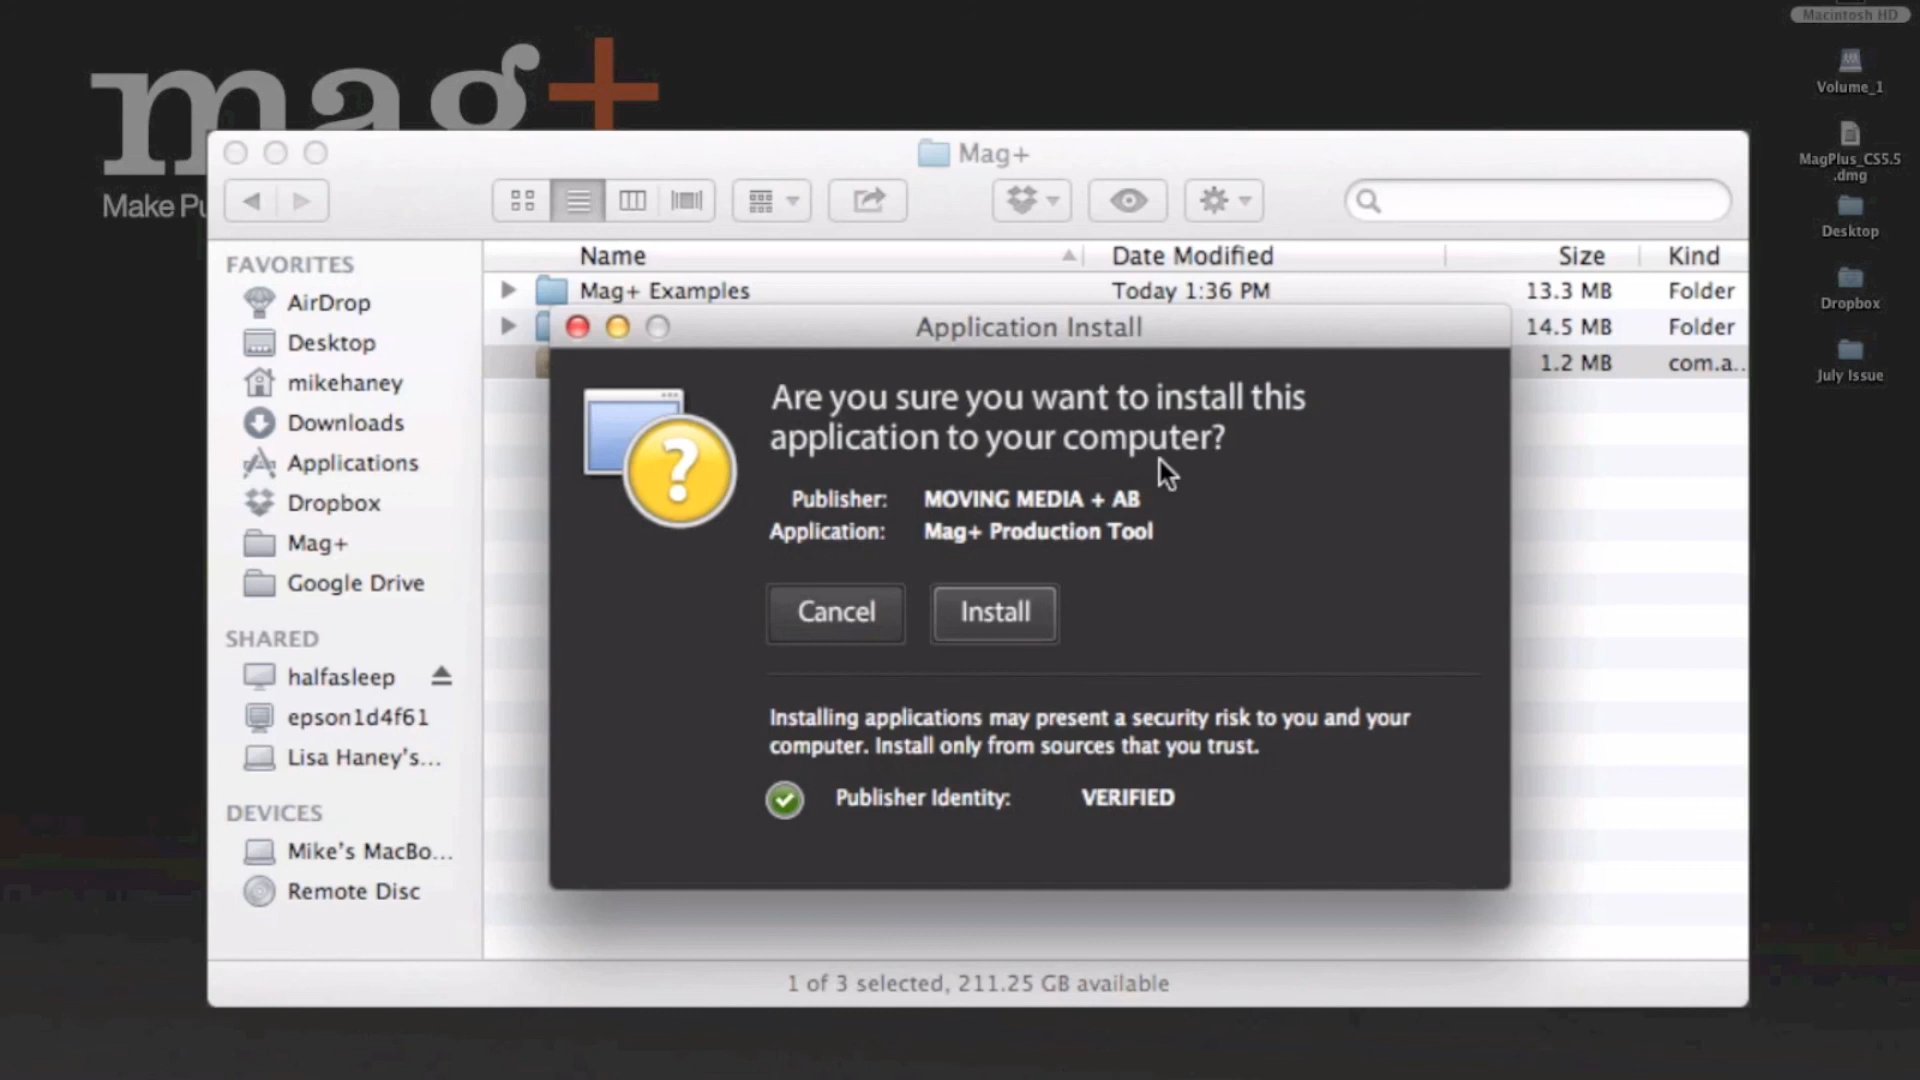 Macintosh HD
mag+
Make Pu
Volume_1
MagPlus_CS5.5
.dmg
Desktop
Dropbox
July Issue
Mag+
Name
Date Modified
Size
Kind
FAVORITES
AirDrop
Desktop
mikehaney
Downloads
Applications
Dropbox
Mag+
Google Drive
SHARED
halfasleep
epson1d4f61
Lisa Haney's...
DEVICES
Mike's MacBo...
Remote Disc
Mag+ Examples
Today 1:36 PM
13.3 MB
Folder
14.5 MB
Folder
1.2 MB
com.a..
Application Install
Are you sure you want to install this
application to your computer?
Publisher: MOVING MEDIA + AB
Application: Mag+ Production Tool
Cancel
Install
Installing applications may present a security risk to you and your
computer. Install only from sources that you trust.
Publisher Identity: VERIFIED
1 of 3 selected, 211.25 GB available